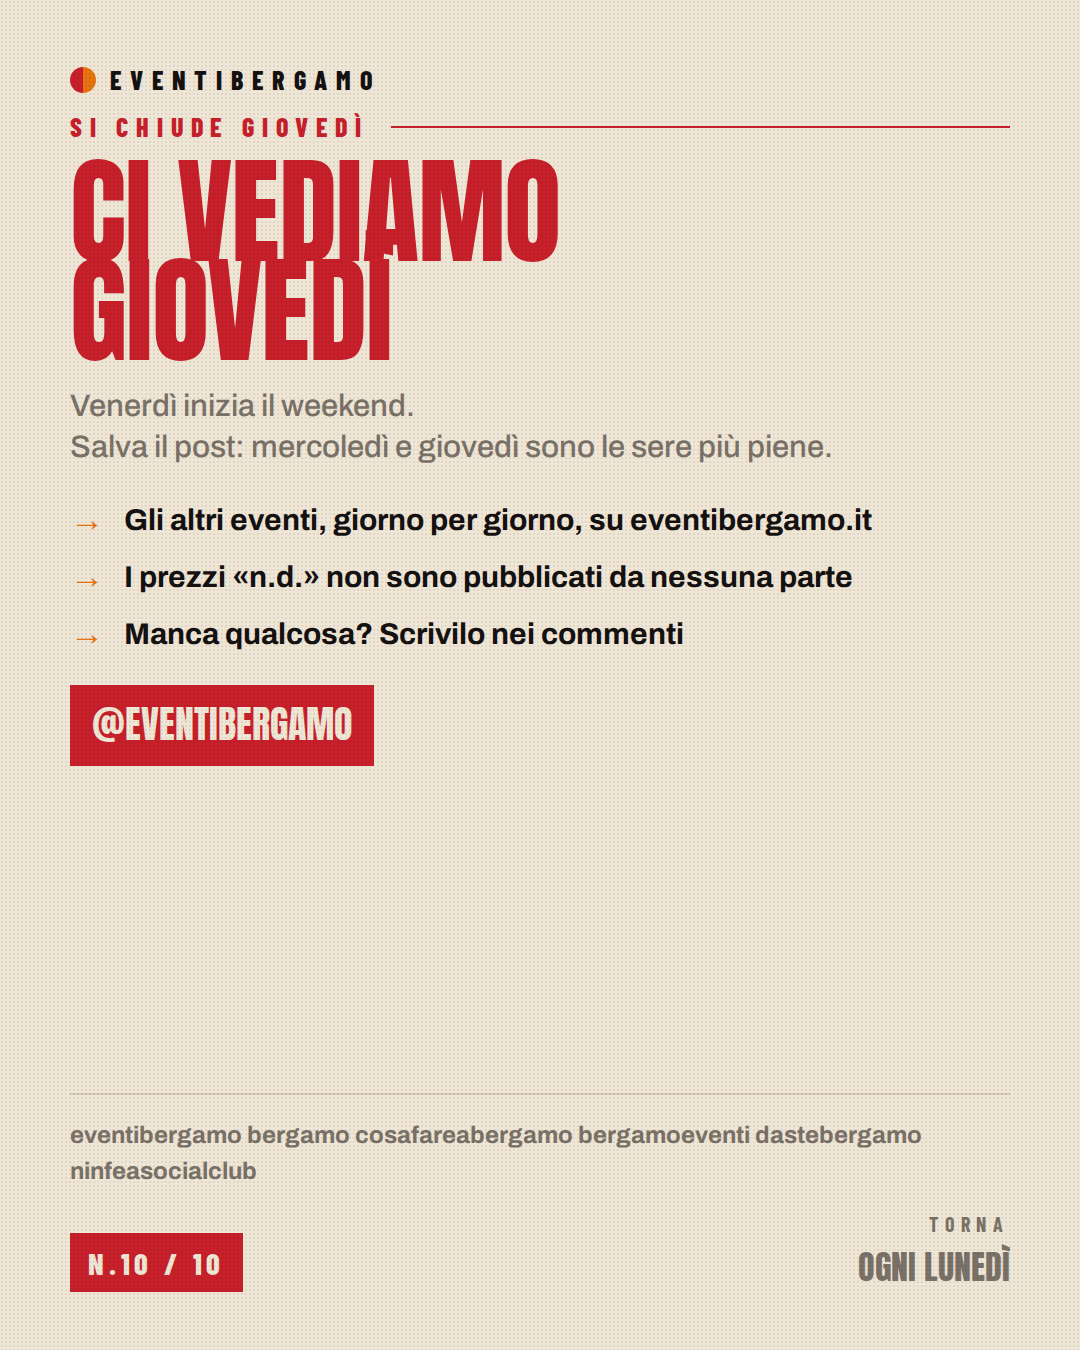 EVENTIBERGAMO
SI CHIUDE GIOVEDÌ
CI VEDIAMO
GIOVEDÌ
Venerdì inizia il weekend.
Salva il post: mercoledì e giovedì sono le sere più piene.
→ Gli altri eventi, giorno per giorno, su eventibergamo.it
→ I prezzi «n.d.» non sono pubblicati da nessuna parte
→ Manca qualcosa? Scrivilo nei commenti
@EVENTIBERGAMO
eventibergamo bergamo cosafareabergamo bergamoeventi dastebergamo
ninfeasocialclub
TORNA
N.10 / 10
OGNI LUNEDÌ